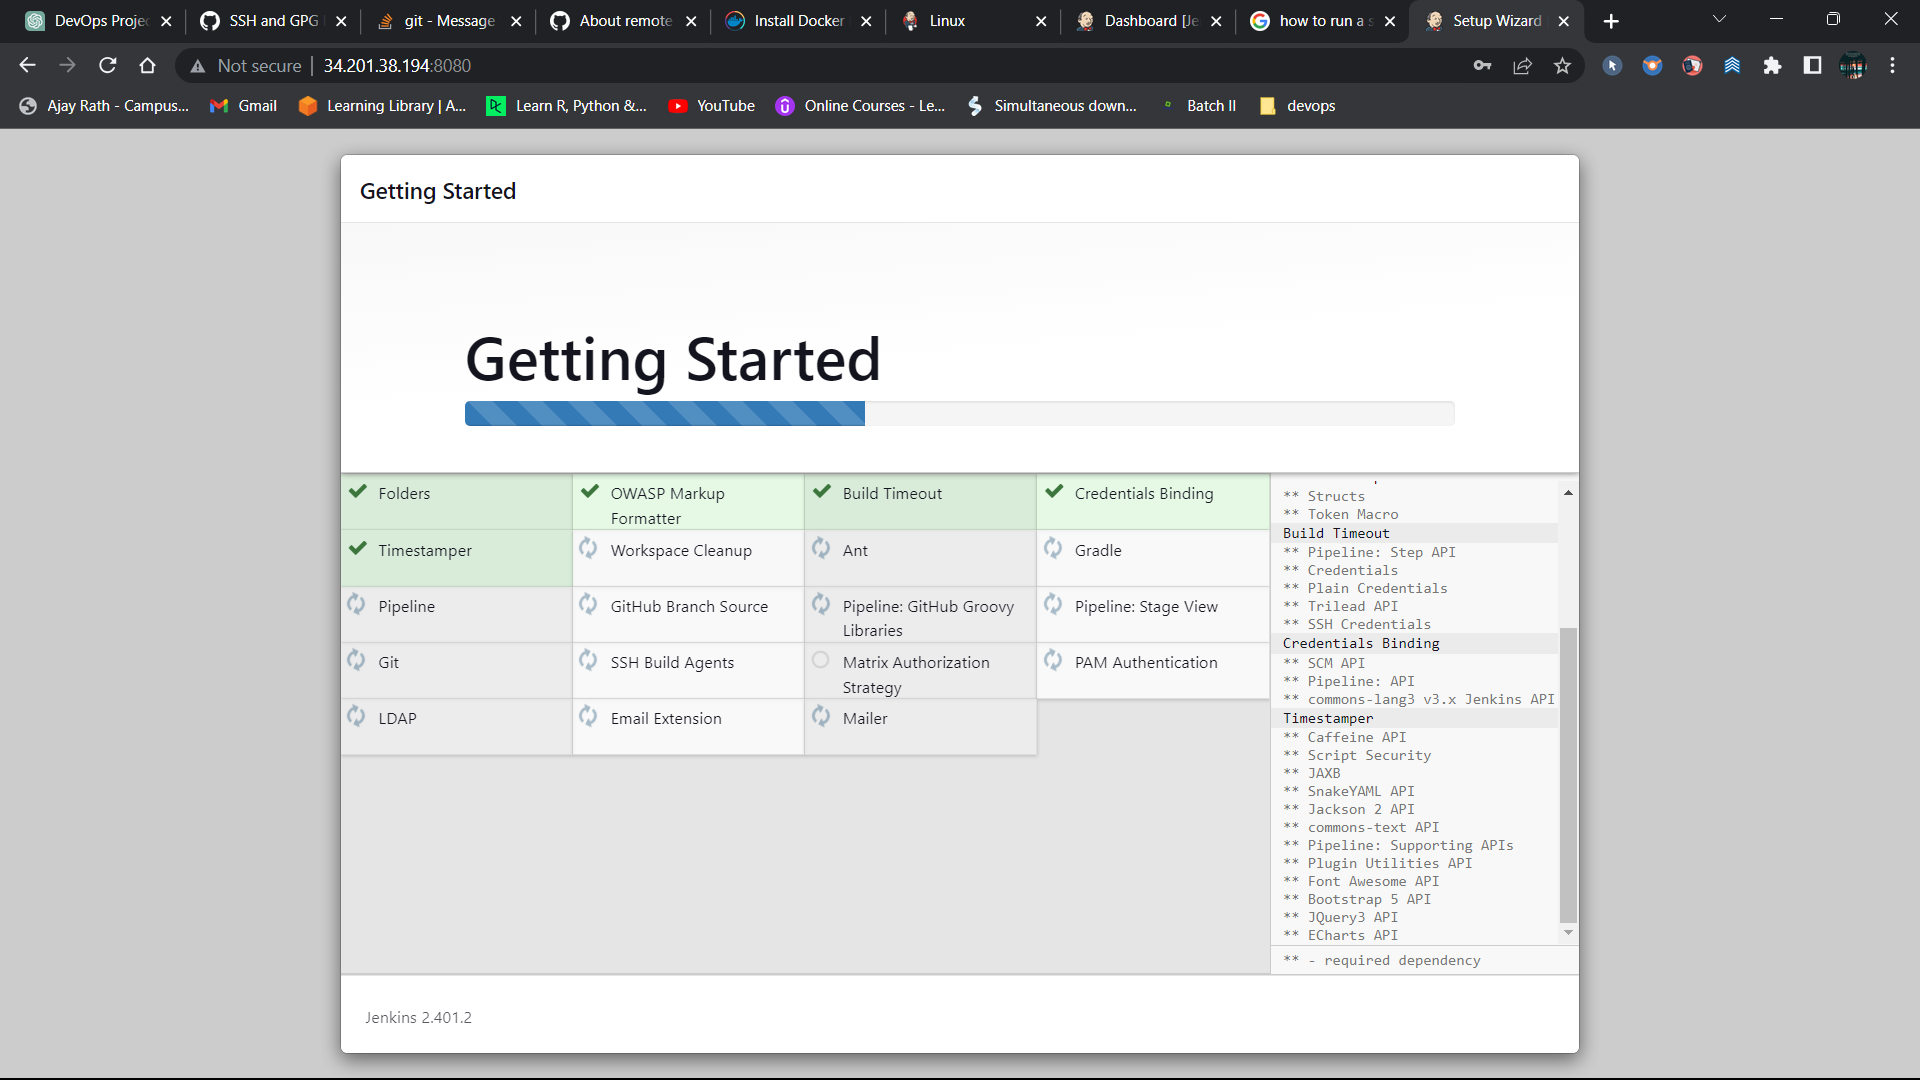 DevOps Projec
SSH and GPG
git - Message
About remote
Install Docker
Linux
Dashboard [Je
how to run a s
Setup Wizard
Not secure
34.201.38.194:8080
Ajay Rath - Campus...
Gmail
Learning Library | A...
Learn R, Python &...
YouTube
Online Courses - Le...
Simultaneous down...
Batch II
devops
Getting Started
Getting Started
Folders
OWASP Markup
Formatter
Build Timeout
Credentials Binding
Timestamper
Workspace Cleanup
Ant
Gradle
Pipeline
GitHub Branch Source
Pipeline: GitHub Groovy
Libraries
Pipeline: Stage View
Git
SSH Build Agents
Matrix Authorization
Strategy
PAM Authentication
LDAP
Email Extension
Mailer
** Structs
** Token Macro
Build Timeout
** Pipeline: Step API
** Credentials
** Plain Credentials
** Trilead API
** SSH Credentials
Credentials Binding
** SCM API
** Pipeline: API
** commons-lang3 v3.x Jenkins API
Timestamper
** Caffeine API
** Script Security
** JAXB
** SnakeYAML API
** Jackson 2 API
** commons-text API
** Pipeline: Supporting APIs
** Plugin Utilities API
** Font Awesome API
** Bootstrap 5 API
** JQuery3 API
** ECharts API
** - required dependency
Jenkins 2.401.2